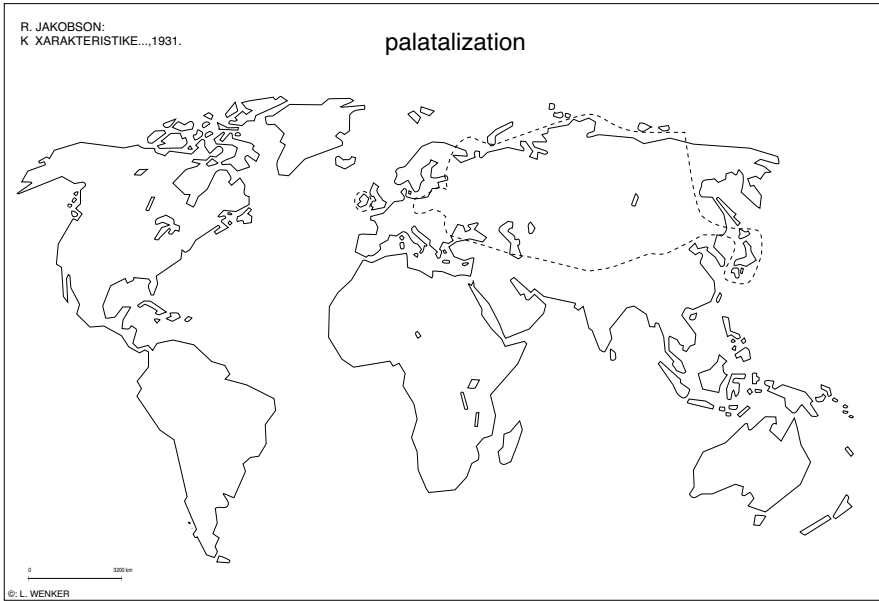 R. JAKOBSON:
K XARAKTERISTIKE...,1931.
palatalization
0 3200 km
©: L. WENKER